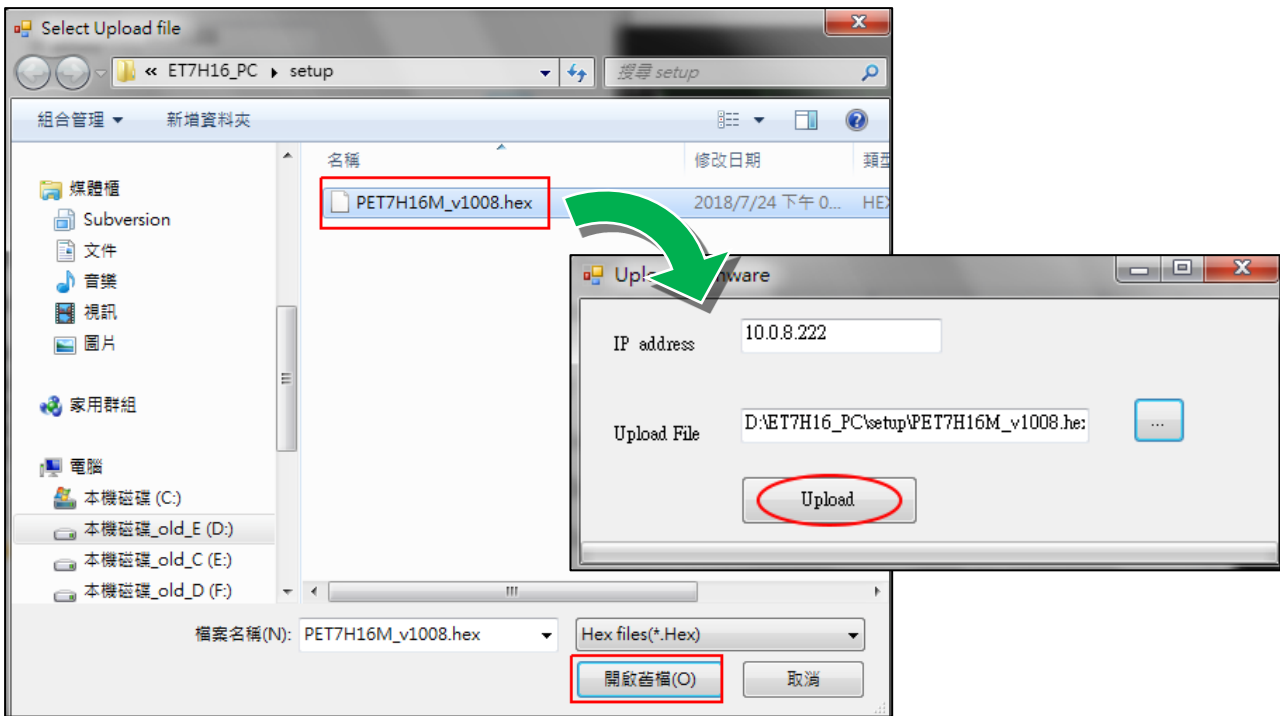 Select Upload file
« ET7H16_PC ▸ setup
搜尋 setup
組合管理 ▼ 新增資料夾
名稱 修改日期 類型
媒體櫃
PET7H16M_v1008.hex 2018/7/24 下午 0... HEX
Subversion
文件
音樂
視訊
圖片
家用群組
電腦
本機磁碟 (C:)
本機磁碟_old_E (D:)
本機磁碟_old_C (E:)
本機磁碟_old_D (F:)
檔案名稱(N): PET7H16M_v1008.hex Hex files(*.Hex)
開啟舊檔(O) 取消
IP address 10.0.8.222
Upload File D:\ET7H16_PC\setup\PET7H16M_v1008.he ...
Upload